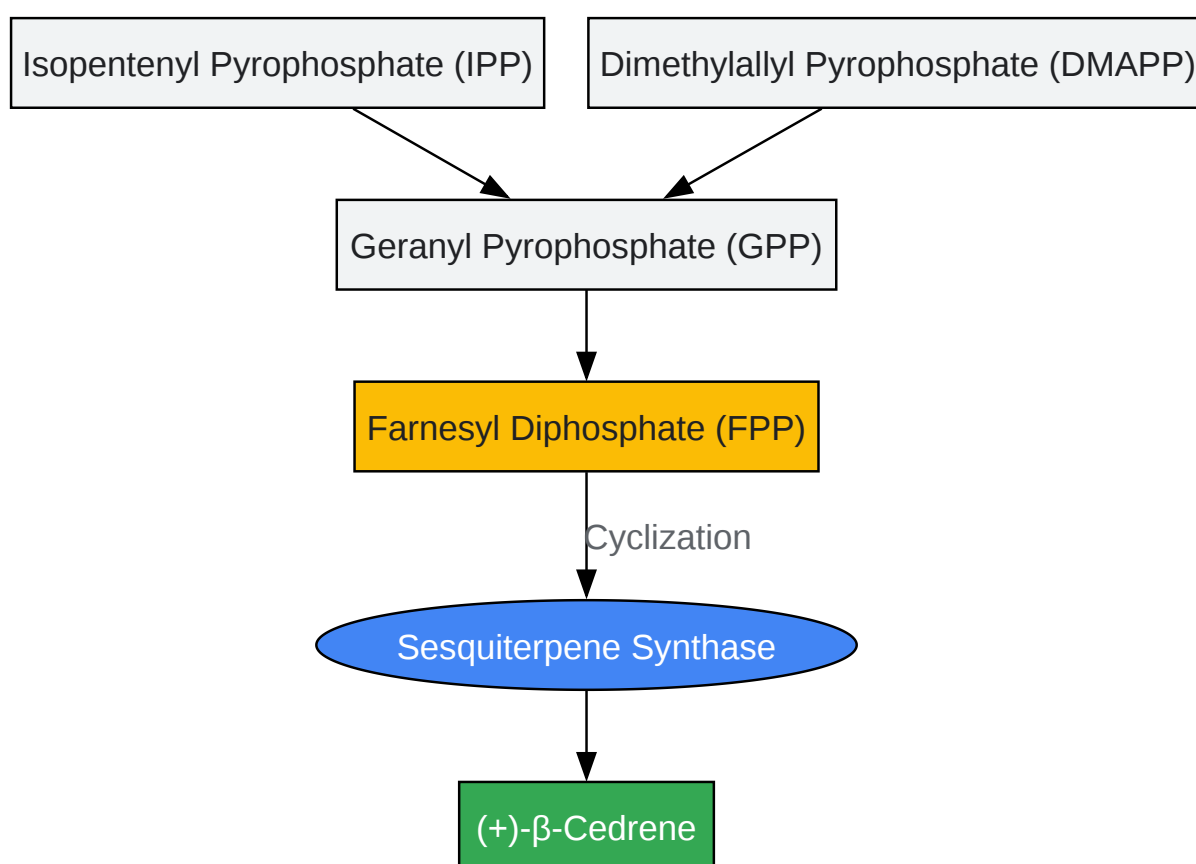 Isopentenyl Pyrophosphate (IPP)
Dimethylallyl Pyrophosphate (DMAPP)
Geranyl Pyrophosphate (GPP)
Farnesyl Diphosphate (FPP)
Cyclization
Sesquiterpene Synthase
(+)-β-Cedrene